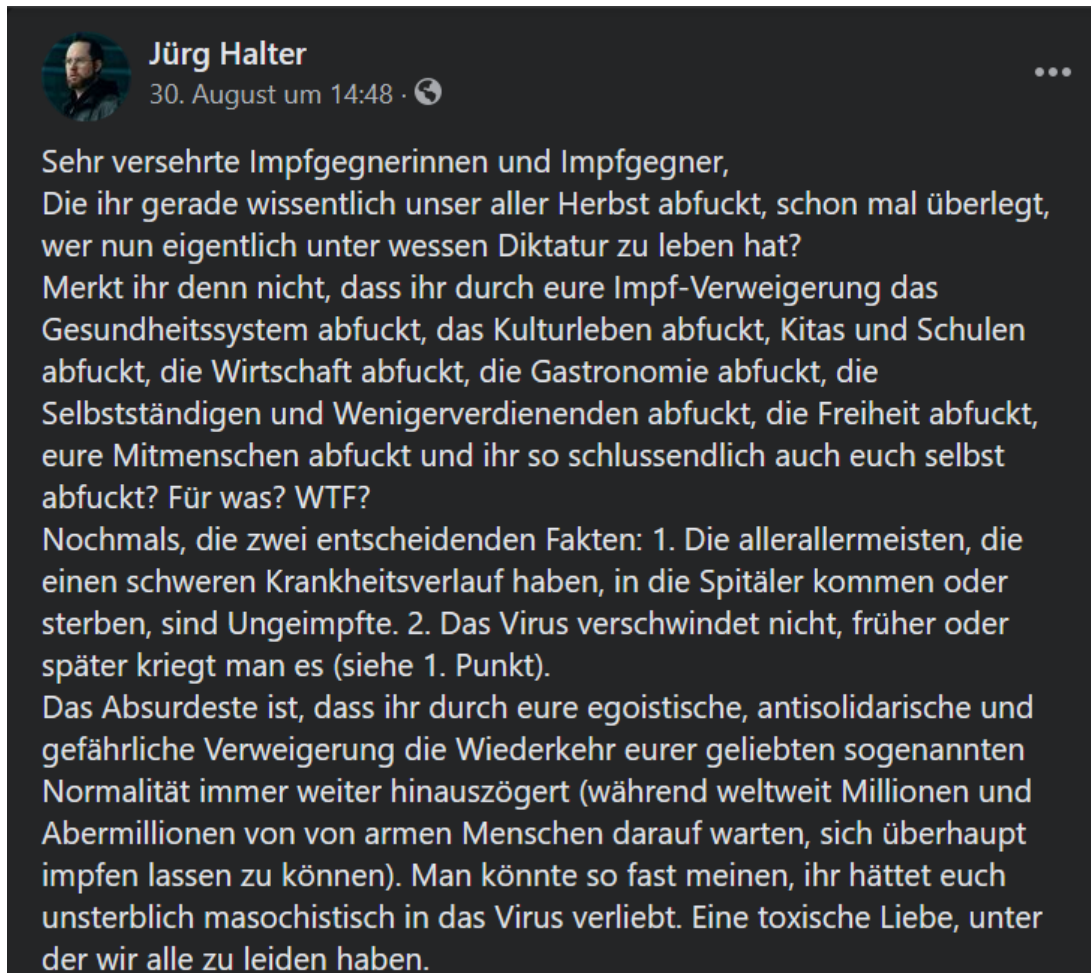 Jürg Halter
30. August um 14:48 ·
Sehr versehrte Impfgegnerinnen und Impfgegner,
Die ihr gerade wissentlich unser aller Herbst abfuckt, schon mal überlegt,
wer nun eigentlich unter wessen Diktatur zu leben hat?
Merkt ihr denn nicht, dass ihr durch eure Impf-Verweigerung das
Gesundheitssystem abfuckt, das Kulturleben abfuckt, Kitas und Schulen
abfuckt, die Wirtschaft abfuckt, die Gastronomie abfuckt, die
Selbstständigen und Wenigerverdienenden abfuckt, die Freiheit abfuckt,
eure Mitmenschen abfuckt und ihr so schlussendlich auch euch selbst
abfuckt? Für was? WTF?
Nochmals, die zwei entscheidenden Fakten: 1. Die allerallermeisten, die
einen schweren Krankheitsverlauf haben, in die Spitäler kommen oder
sterben, sind Ungeimpfte. 2. Das Virus verschwindet nicht, früher oder
später kriegt man es (siehe 1. Punkt).
Das Absurdeste ist, dass ihr durch eure egoistische, antisolidarische und
gefährliche Verweigerung die Wiederkehr eurer geliebten sogenannten
Normalität immer weiter hinauszögert (während weltweit Millionen und
Abermillionen von von armen Menschen darauf warten, sich überhaupt
impfen lassen zu können). Man könnte so fast meinen, ihr hättet euch
unsterblich masochistisch in das Virus verliebt. Eine toxische Liebe, unter
der wir alle zu leiden haben.